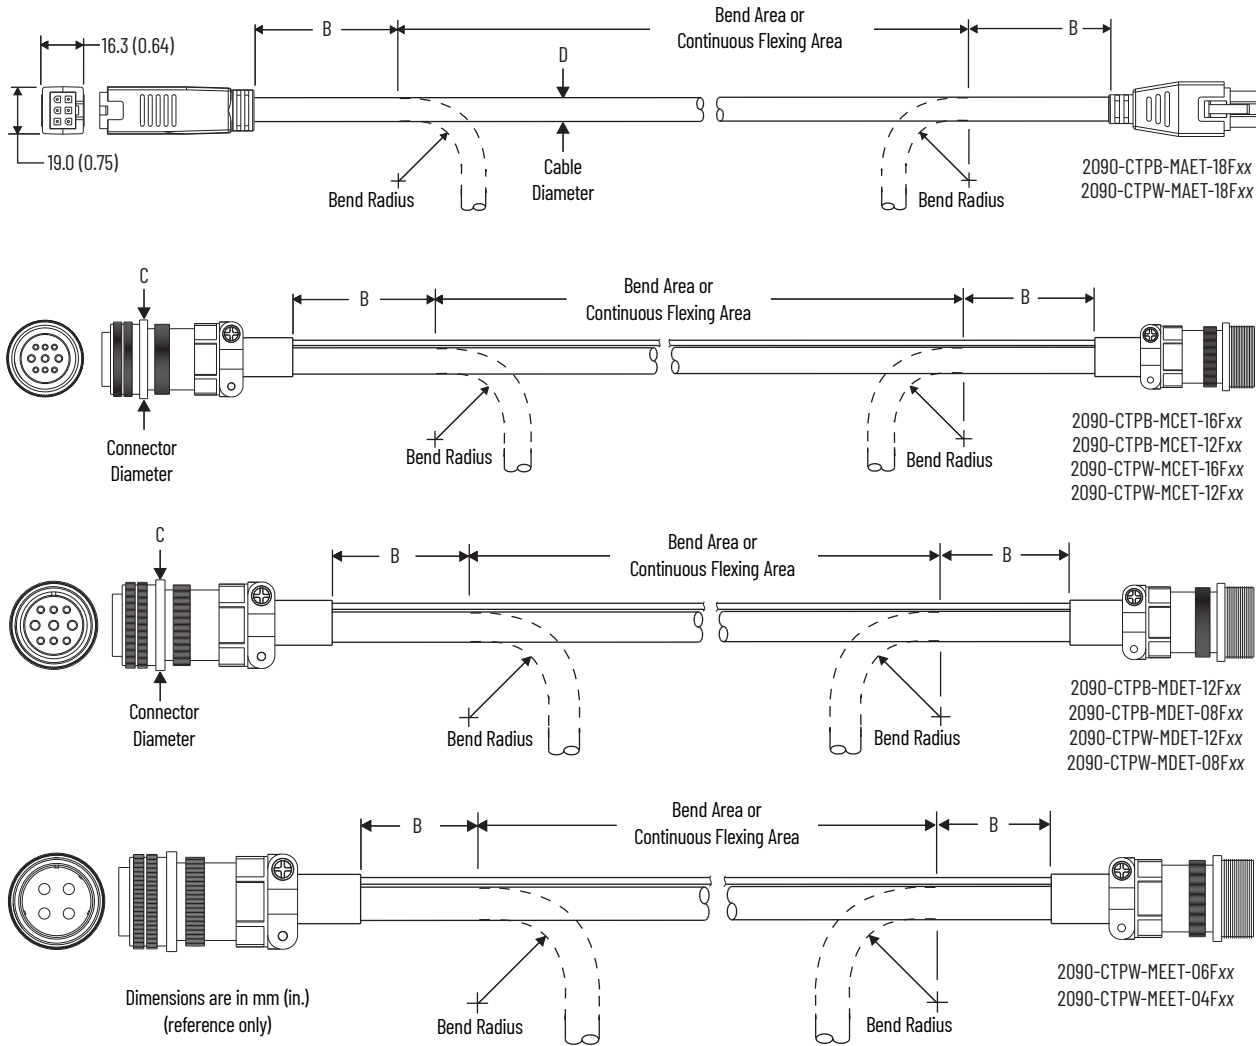 16.3 (0.64)
B
Bend Area or
Continuous Flexing Area
B
D
19.0 (0.75)
Bend Radius
Cable
Diameter
Bend Radius
2090-CTPB-MAET-18Fxx
2090-CTPW-MAET-18Fxx
C
B
Bend Area or
Continuous Flexing Area
B
Connector
Diameter
Bend Radius
Bend Radius
2090-CTPB-MCET-16Fxx
2090-CTPB-MCET-12Fxx
2090-CTPW-MCET-16Fxx
2090-CTPW-MCET-12Fxx
C
B
Bend Area or
Continuous Flexing Area
B
Connector
Diameter
Bend Radius
Bend Radius
2090-CTPB-MDET-12Fxx
2090-CTPB-MDET-08Fxx
2090-CTPW-MDET-12Fxx
2090-CTPW-MDET-08Fxx
B
Bend Area or
Continuous Flexing Area
B
Dimensions are in mm (in.)
(reference only)
Bend Radius
Bend Radius
2090-CTPW-MEET-06Fxx
2090-CTPW-MEET-04Fxx